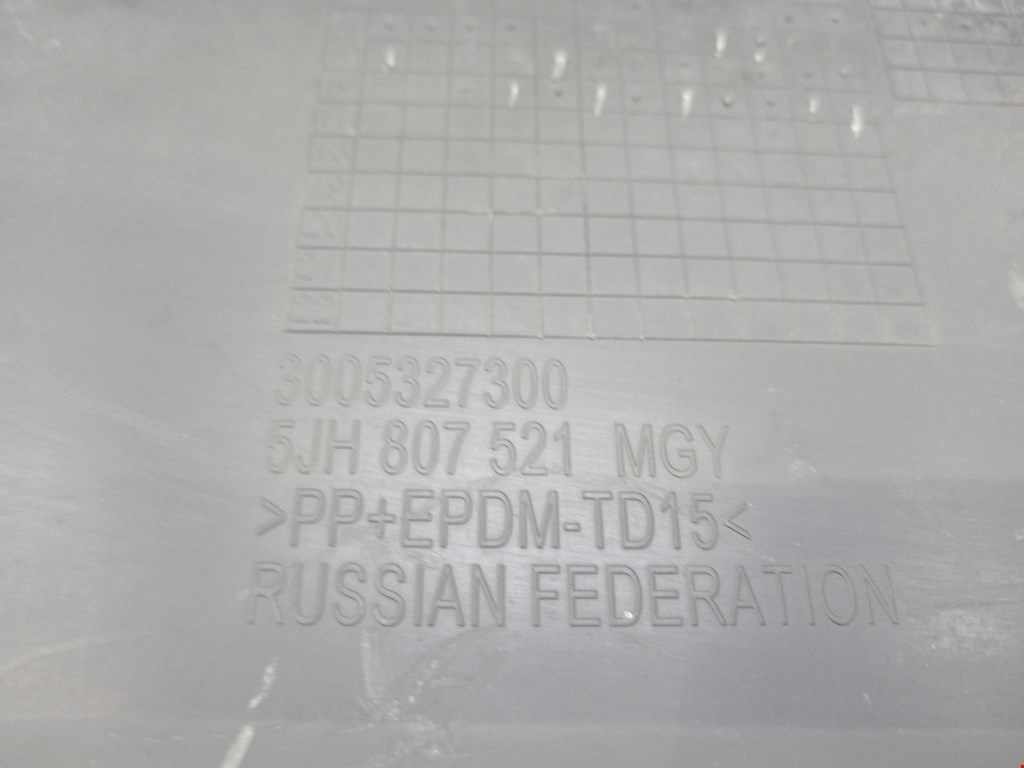 3005327300
5JH 807 521 MGY
>PP+EPDM-TD15<
RUSSIAN FEDERATION